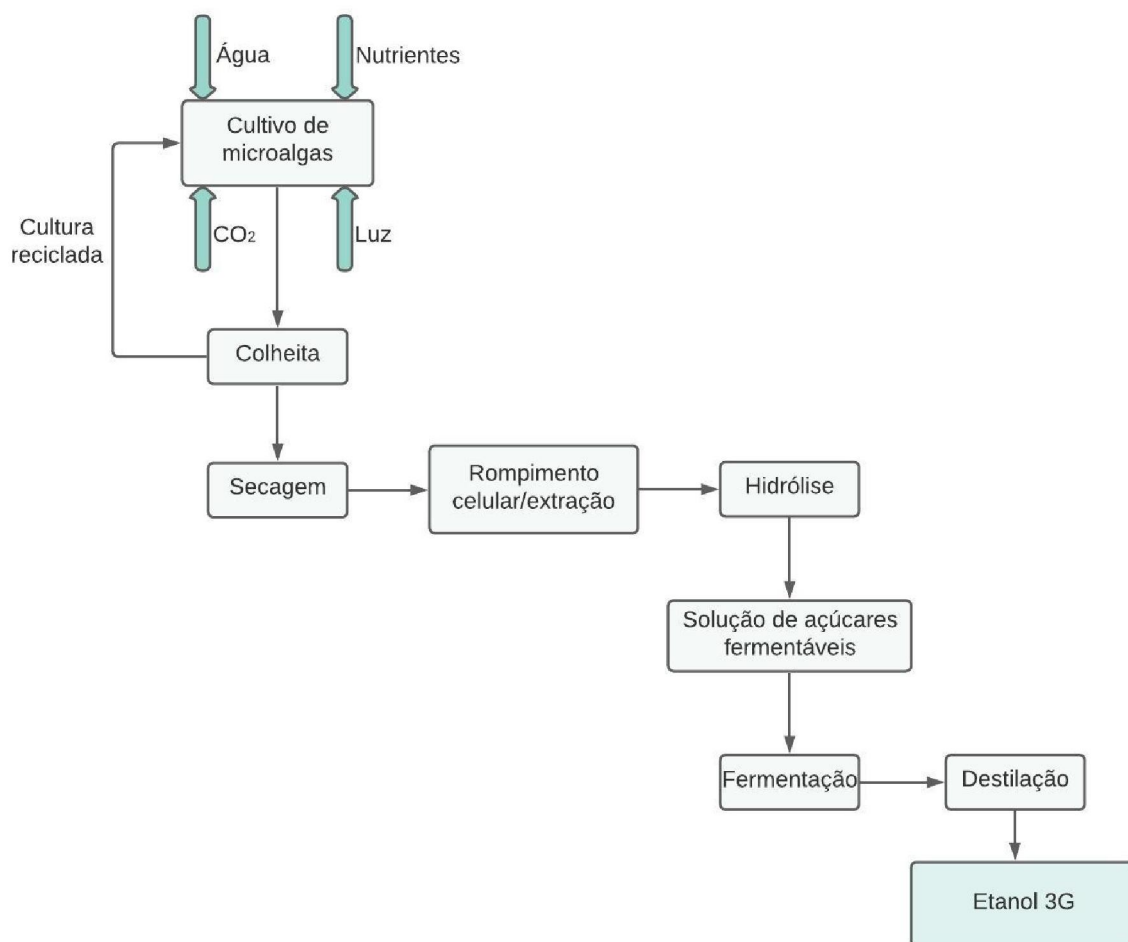 Água
Nutrientes
Cultivo de
microalgas
CO₂
Luz
Cultura
reciclada
Colheita
Secagem
Rompimento
celular/extração
Hidrólise
Solução de açúcares
fermentáveis
Fermentação
Destilação
Etanol 3G